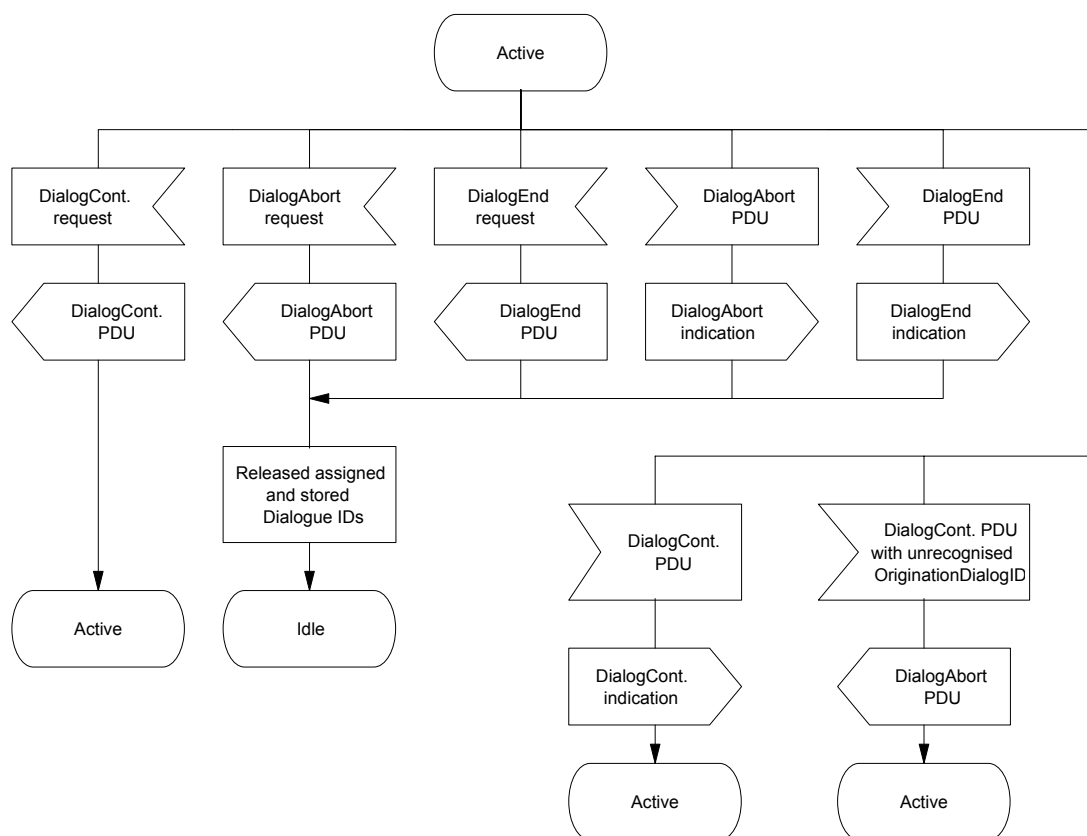 Active
DialogCont.
request
DialogAbort
request
DialogEnd
request
DialogAbort
PDU
DialogEnd
PDU
DialogCont.
PDU
DialogAbort
PDU
DialogEnd
PDU
DialogAbort
indication
DialogEnd
indication
Released assigned
and stored
Dialogue IDs
DialogCont.
PDU
DialogCont. PDU
with unrecognised
OriginationDialogID
Active
Idle
DialogCont.
indication
DialogAbort
PDU
Active
Active